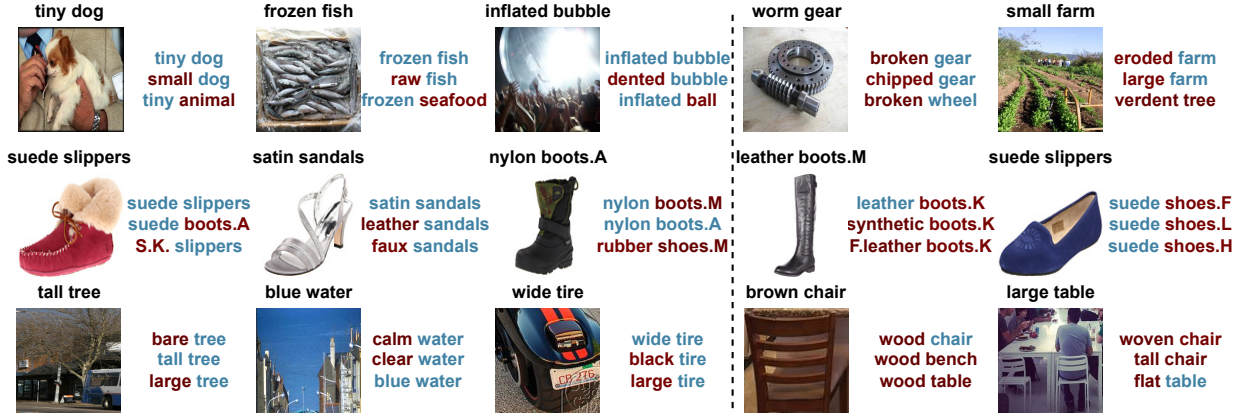 tiny dog
tiny dog
small dog
tiny animal
frozen fish
frozen fish
raw fish
frozen seafood
inflated bubble
inflated bubble
dented bubble
inflated ball
worm gear
broken gear
chipped gear
broken wheel
small farm
eroded farm
large farm
verdent tree
suede slippers
suede slippers
suede boots.A
S.K. slippers
satin sandals
satin sandals
leather sandals
faux sandals
nylon boots.A
nylon boots.M
nylon boots.A
rubber shoes.M
leather boots.M
leather boots.K
synthetic boots.K
F.leather boots.K
suede slippers
suede shoes.F
suede shoes.L
suede shoes.H
tall tree
bare tree
tall tree
large tree
blue water
calm water
clear water
blue water
wide tire
CB 276
wide tire
black tire
large tire
brown chair
wood chair
wood bench
wood table
large table
woven chair
tall chair
flat table